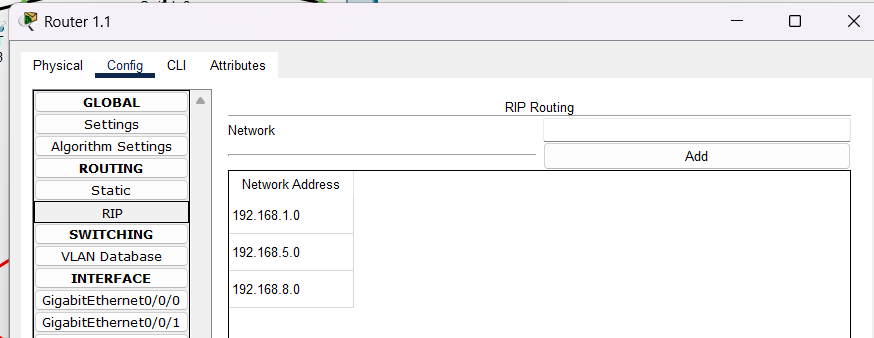 Router 1.1
Physical Config CLI Attributes
GLOBAL
Settings
Algorithm Settings
ROUTING
Static
RIP
SWITCHING
VLAN Database
INTERFACE
GigabitEthernet0/0/0
GigabitEthernet0/0/1
RIP Routing
Network
Add
Network Address
192.168.1.0
192.168.5.0
192.168.8.0